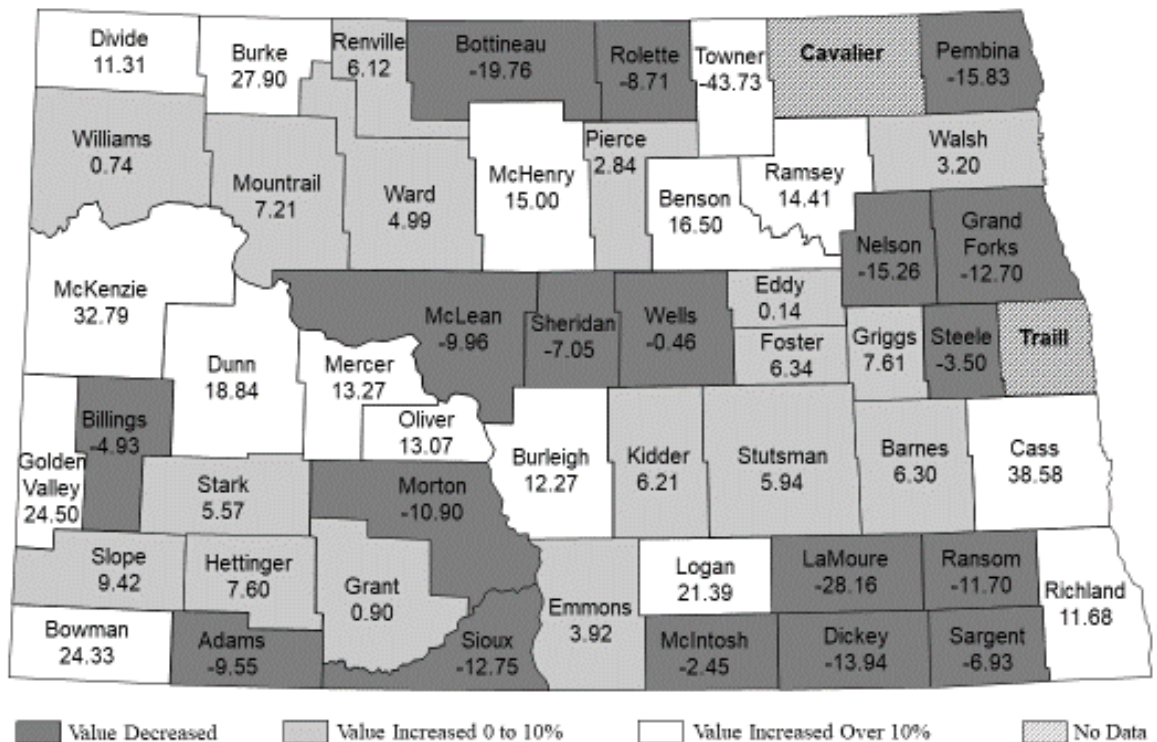 Divide
11.31
Burke
27.90
Renville
6.12
Bottineau
-19.76
Rolette
-8.71
Towner
-43.73
Cavalier
Pembina
-15.83
Williams
0.74
Mountrail
7.21
Ward
4.99
McHenry
15.00
Pierce
2.84
Benson
16.50
Ramsey
14.41
Walsh
3.20
Nelson
-15.26
Grand
Forks
-12.70
McKenzie
32.79
Dunn
18.84
Mercer
13.27
Oliver
13.07
McLean
-9.96
Sheridan
-7.05
Wells
-0.46
Eddy
0.14
Foster
6.34
Griggs
7.61
Steele
-3.50
Traill
Billings
-4.93
Golden
Valley
24.50
Stark
5.57
Morton
-10.90
Burleigh
12.27
Kidder
6.21
Stutsman
5.94
Barnes
6.30
Cass
38.58
Slope
9.42
Hettinger
7.60
Grant
0.90
Bowman
24.33
Adams
-9.55
Sioux
-12.75
Emmons
3.92
Logan
21.39
McIntosh
-2.45
LaMoure
-28.16
Dickey
-13.94
Ransom
-11.70
Sargent
-6.93
Richland
11.68
Value Decreased
Value Increased 0 to 10%
Value Increased Over 10%
No Data